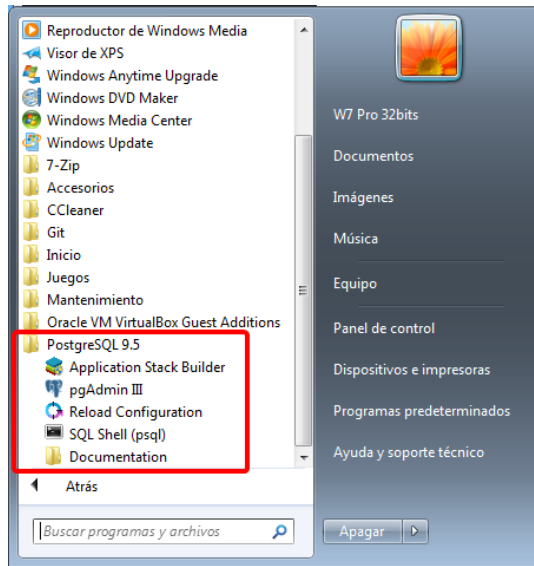 Reproductor de Windows Media
Visor de XPS
Windows Anytime Upgrade
Windows DVD Maker
Windows Media Center
Windows Update
7-Zip
Accesorios
CCleaner
Git
Inicio
Juegos
Mantenimiento
Oracle VM VirtualBox Guest Additions
PostgreSQL 9.5
Application Stack Builder
pgAdmin III
Reload Configuration
SQL Shell (psql)
Documentation
Atrás
Buscar programas y archivos
W7 Pro 32bits
Documentos
Imágenes
Música
Equipo
Panel de control
Dispositivos e impresoras
Programas predeterminados
Ayuda y soporte técnico
Apagar